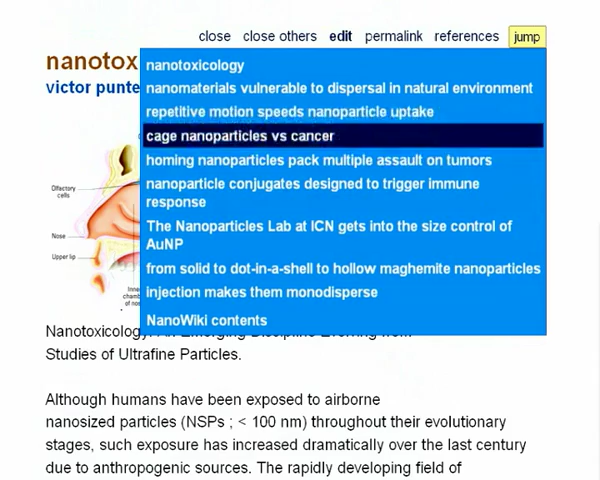 close close others edit permalink references jump
nanotox
victor punte
nanotoxicology
nanomaterials vulnerable to dispersal in natural environment
repetitive motion speeds nanoparticle uptake
cage nanoparticles vs cancer
homing nanoparticles pack multiple assault on tumors
nanoparticle conjugates designed to trigger immune
response
The Nanoparticles Lab at ICN gets into the size control of
AuNP
from solid to dot-in-a-shell to hollow maghemite nanoparticles
injection makes them monodisperse
NanoWiki contents
Olfactory
cells
Nose
Upper lip
Inne
chamb
of nos
Nanotoxicology
Studies of Ultrafine Particles.
Although humans have been exposed to airborne
nanosized particles (NSPs ; < 100 nm) throughout their evolutionary
stages, such exposure has increased dramatically over the last century
due to anthropogenic sources. The rapidly developing field of